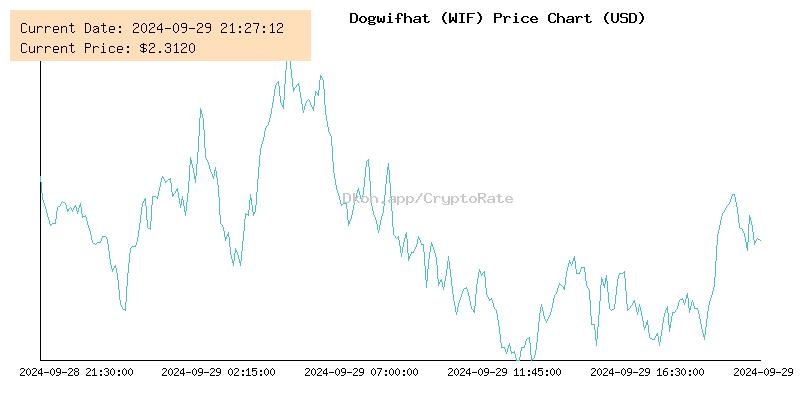 Dogwifhat (WIF) Price Chart (USD)
Current Date: 2024-09-29 21:27:12
Current Price: $2.3120
Dkon.app/CryptoRate
2024-09-28 21:30:00 2024-09-29 02:15:00 2024-09-29 07:00:00 2024-09-29 11:45:00 2024-09-29 16:30:00 2024-09-29